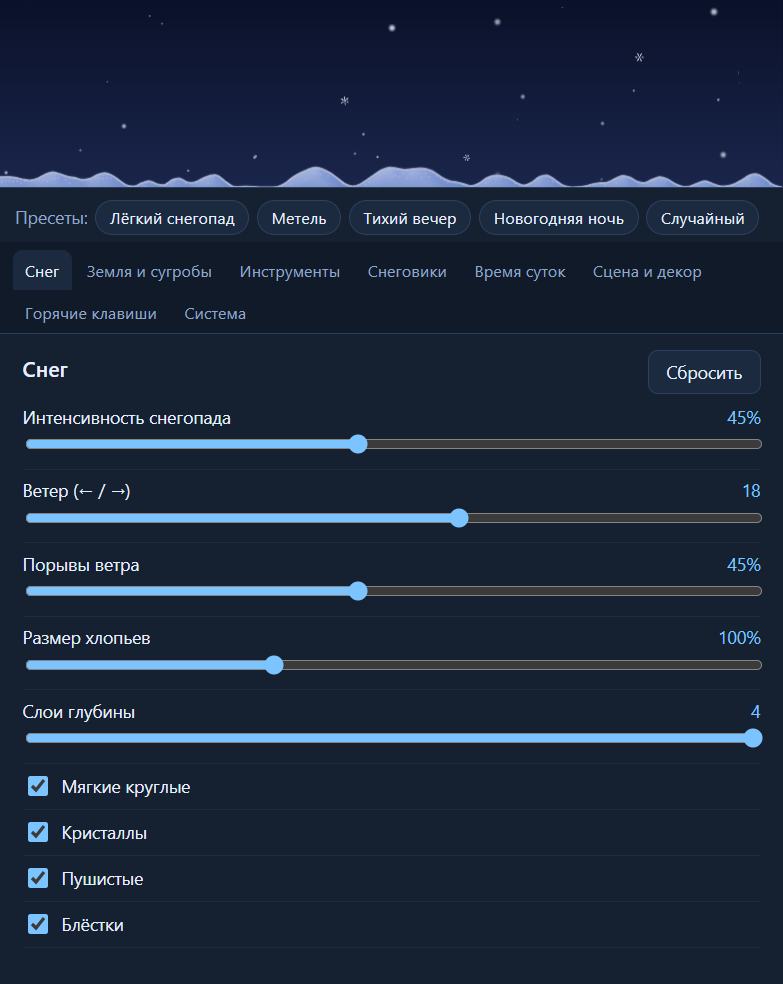 Пресеты: Лёгкий снегопад Метель Тихий вечер Новогодняя ночь Случайный
Снег Земля и сугробы Инструменты Снеговики Время суток Сцена и декор
Горячие клавиши Система
Снег Сбросить
Интенсивность снегопада 45%
Ветер (← / →) 18
Порывы ветра 45%
Размер хлопьев 100%
Слои глубины 4
Мягкие круглые
Кристаллы
Пушистые
Блёстки